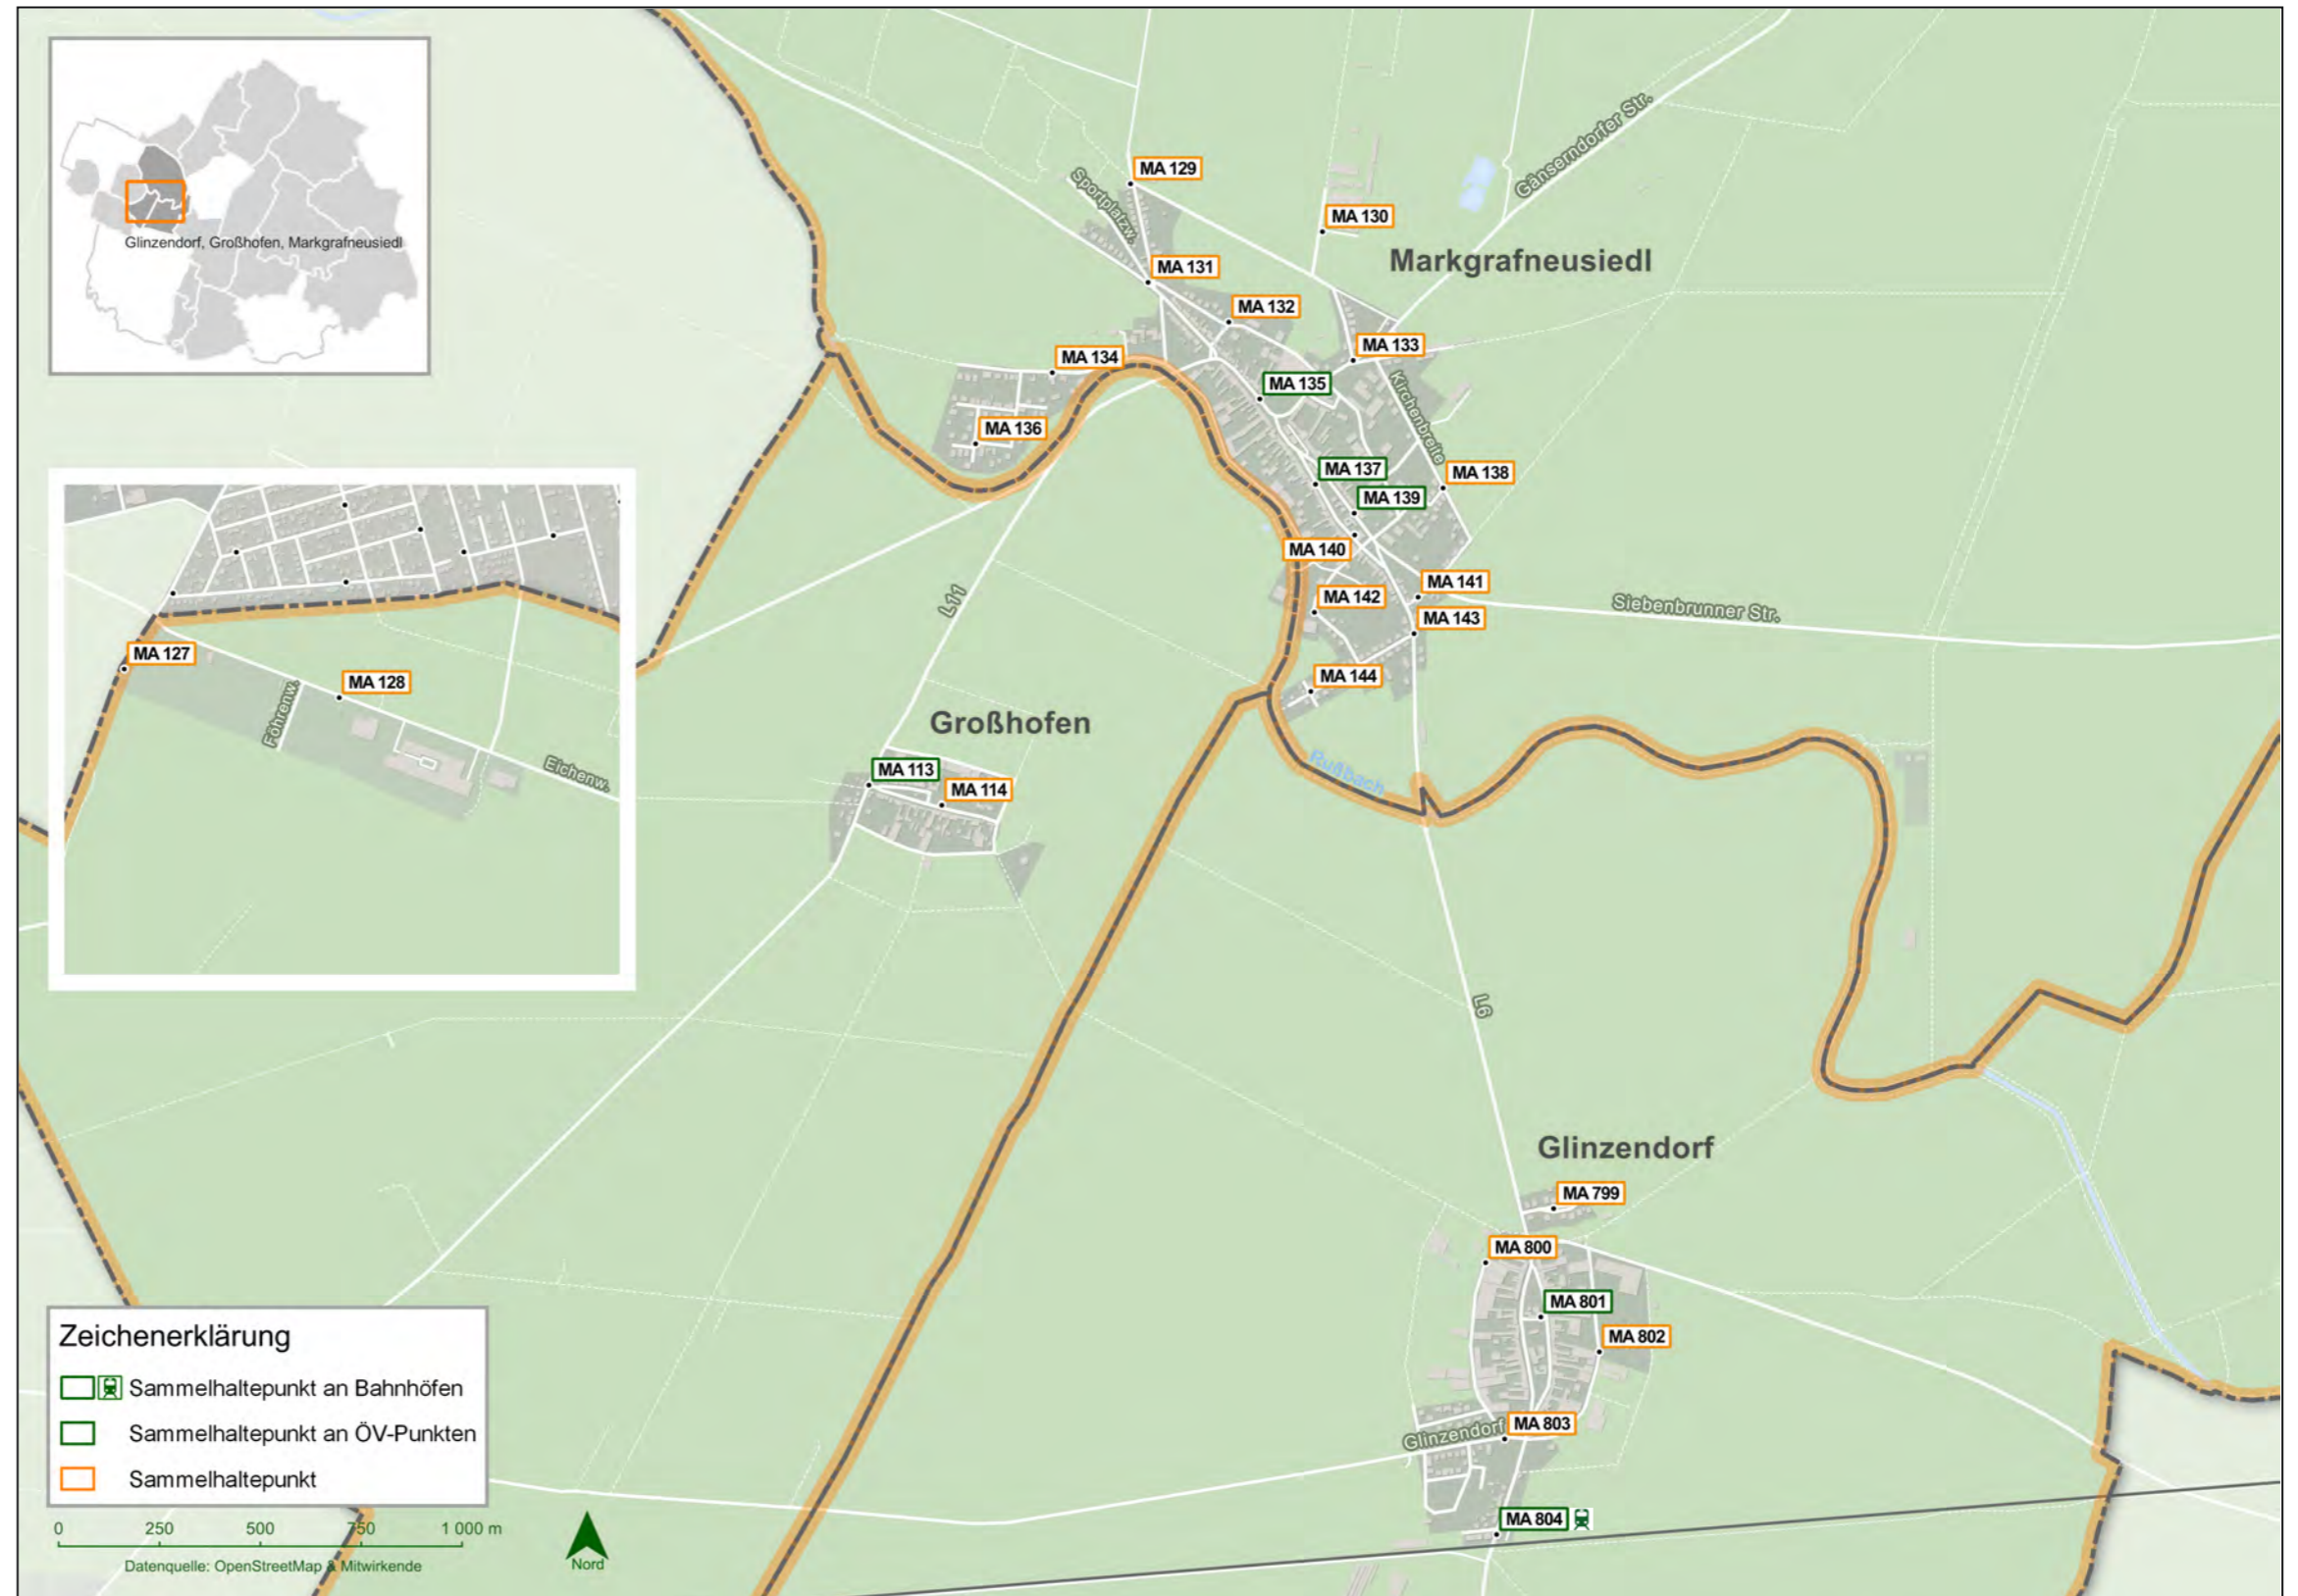 Glinzendorf, Großhofen, Markgrafneusiedl
MA 129
Sportplatzw.
MA 130
Gänserndorfer Str.
Markgrafneusiedl
MA 131
MA 132
MA 133
MA 134
MA 135
Kirchenbreite
MA 136
MA 137
MA 138
MA 139
MA 140
MA 141
MA 142
MA 143
Siebenbrunner Str.
L11
MA 144
MA 127
MA 128
Föhrenw.
Eichenw.
Großhofen
MA 113
MA 114
Rußbach
L6
Glinzendorf
MA 799
MA 800
MA 801
MA 802
MA 803
Glinzendorf
MA 804
Zeichenerklärung
Sammelhaltepunkt an Bahnhöfen
Sammelhaltepunkt an ÖV-Punkten
Sammelhaltepunkt
0 250 500 750 1 000 m
Datenquelle: OpenStreetMap & Mitwirkende
Nord